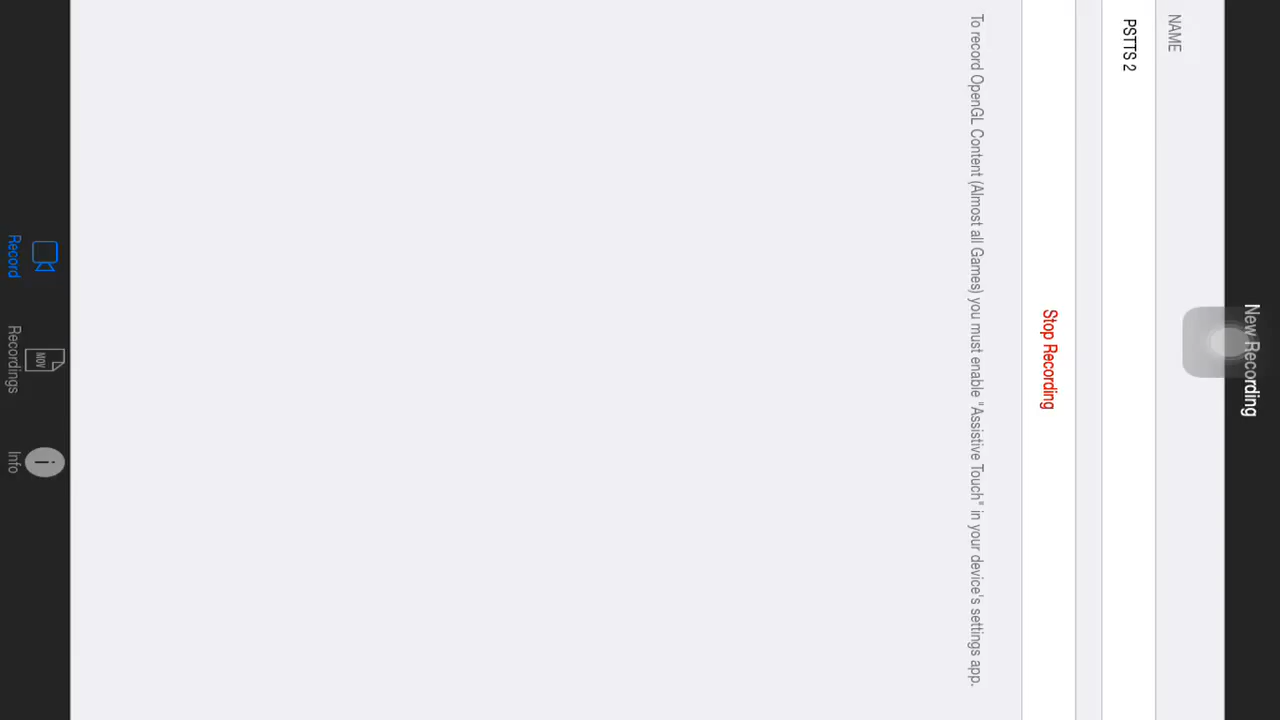 New Recording
NAME
PSTTS 2
Stop Recording
To record OpenGL Content (Almost all Games) you must enable "Assistive Touch" in your device's settings app.
Record
MOV
Recordings
i
Info